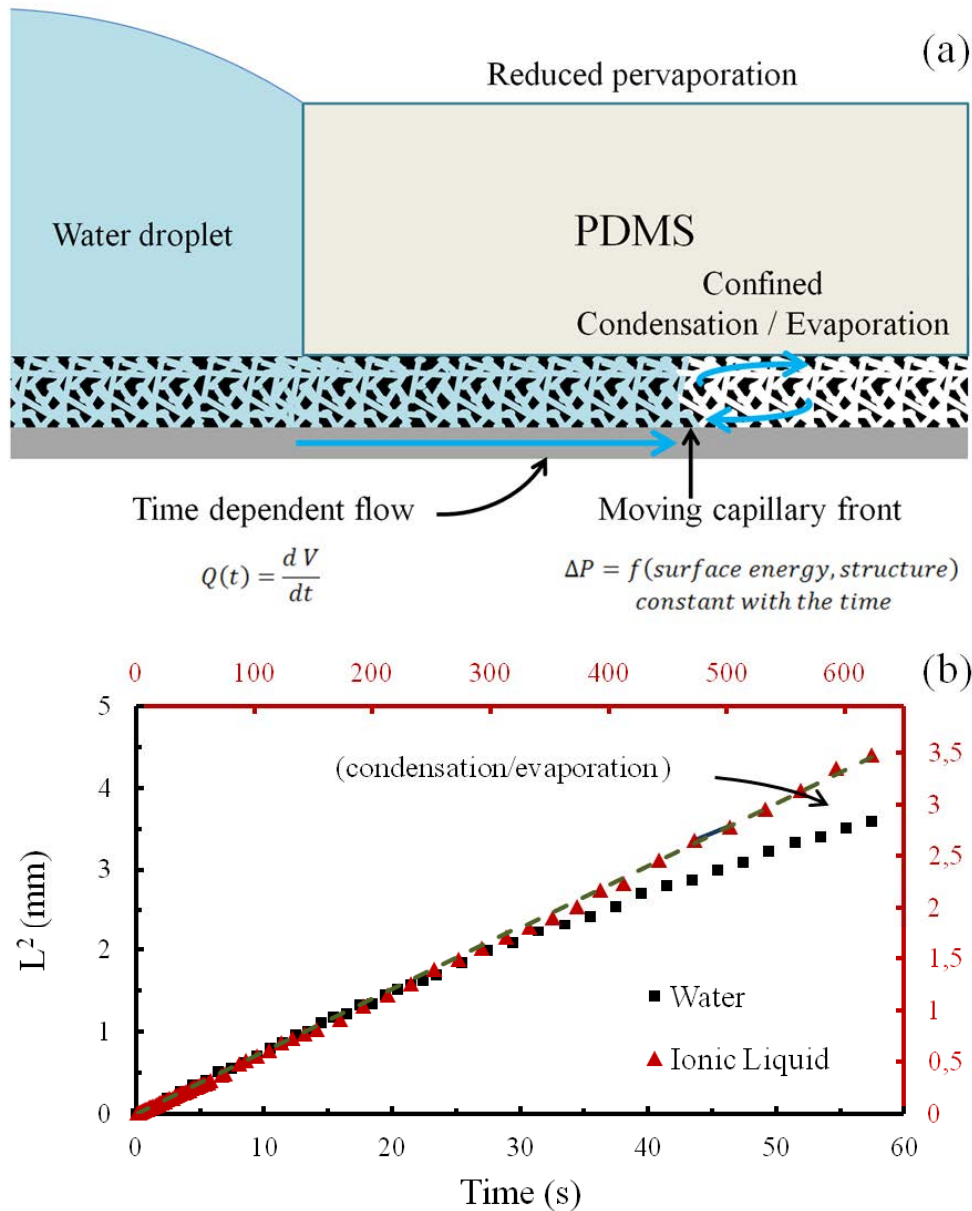 (a)
Reduced pervaporation
Water droplet
PDMS
Confined
Condensation / Evaporation
Time dependent flow
Moving capillary front
Q(t) = d V / dt
ΔP = f(surface energy, structure)
constant with the time
(b)
0 100 200 300 400 500 600
5
4
3
2
1
0
L² (mm)
(condensation/evaporation )
Water
Ionic Liquid
3,5
3
2,5
2
1,5
1
0,5
0
0 10 20 30 40 50 60
Time (s)